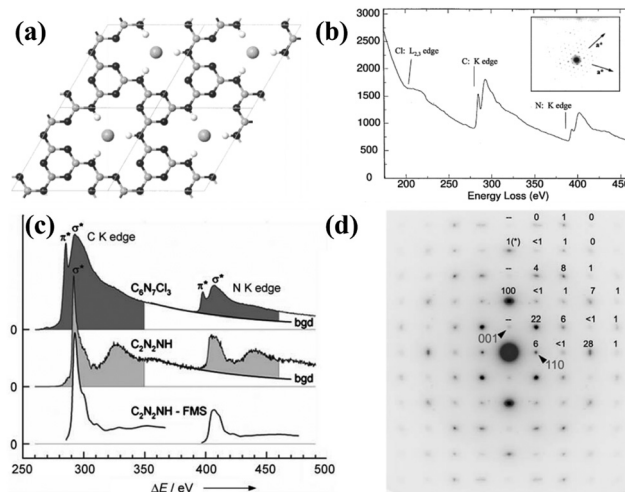 (a)
(b)
3000
2500
2000
1500
1000
500
0
Cl: L2,3 edge
C: K edge
N: K edge
a*
200
250
300
350
400
450
Energy Loss (eV)
(c)
π* σ* C K edge
σ*
C6N7Cl3
π* σ* N K edge
bgd
0
C2N2NH
bgd
0
C2N2NH - FMS
0
300 350 400 450 500
ΔE / eV
(d)
– 0 1 0
1(*) <1 1 0
– 4 8 1
100 <1 1 7 1
– 22 6 <1 1
001
6 <1 28 1
110